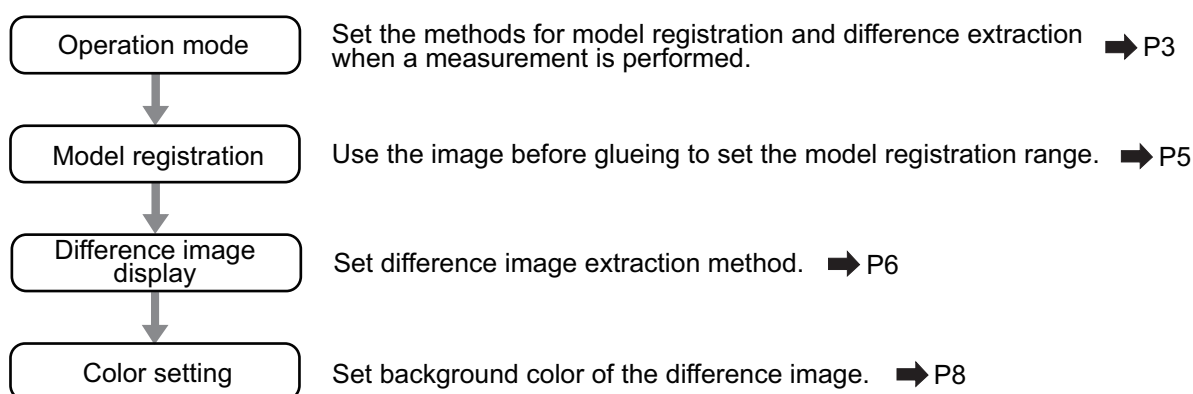 Operation mode
Set the methods for model registration and difference extraction
when a measurement is performed.
P3
Model registration
Use the image before glueing to set the model registration range.
P5
Difference image
display
Set difference image extraction method.
P6
Color setting
Set background color of the difference image.
P8